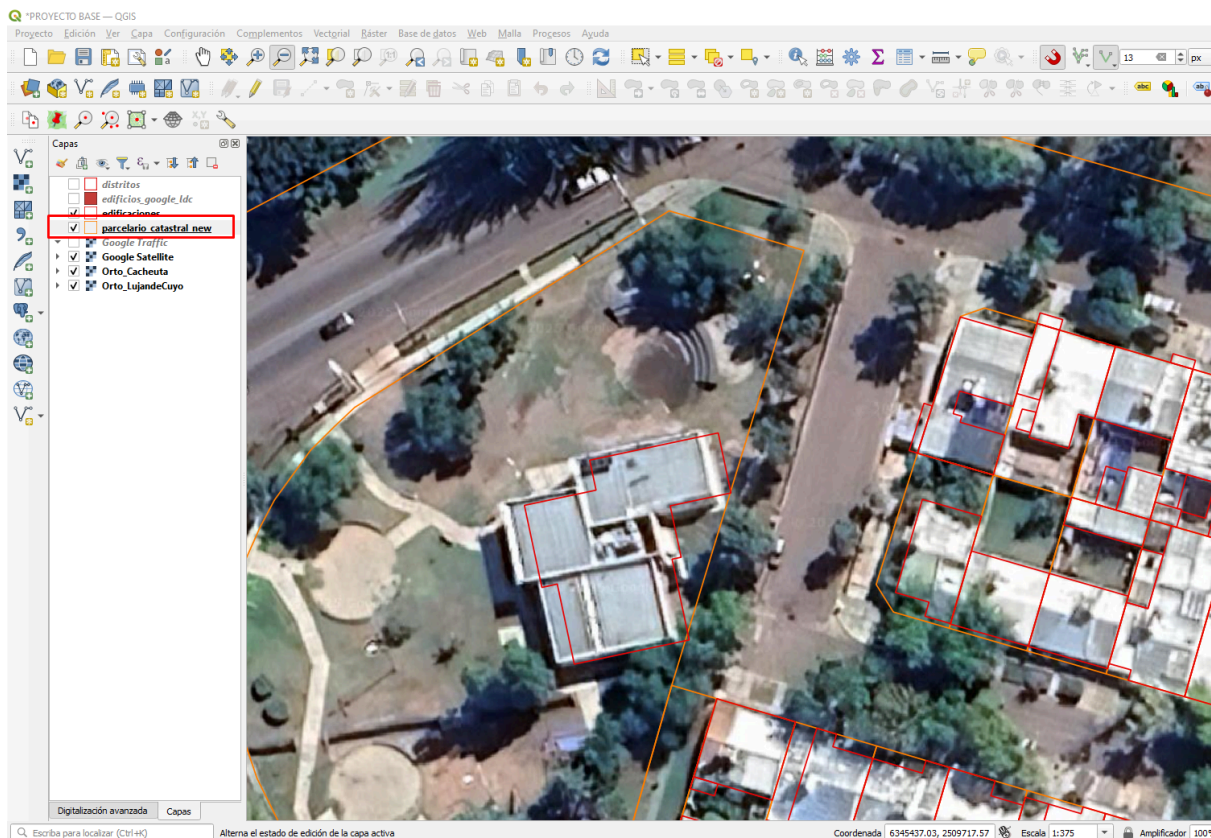 *PROYECTO BASE — QGIS
Proyecto Edición Ver Capa Configuración Complementos Vectorial Ráster Base de datos Web Malla Procesos Ayuda
13 px
abc
Capas
distritos
edificios_google_ldc
edificaciones
parcelario_catastral_new
Google Traffic
Google Satellite
Orto_Cacheuta
Orto_LujandeCuyo
Digitalización avanzada Capas
Escriba para localizar (Ctrl+K) Alterna el estado de edición de la capa activa Coordenada 6345437.03, 2509717.57 Escala 1:375 Amplificador 100%